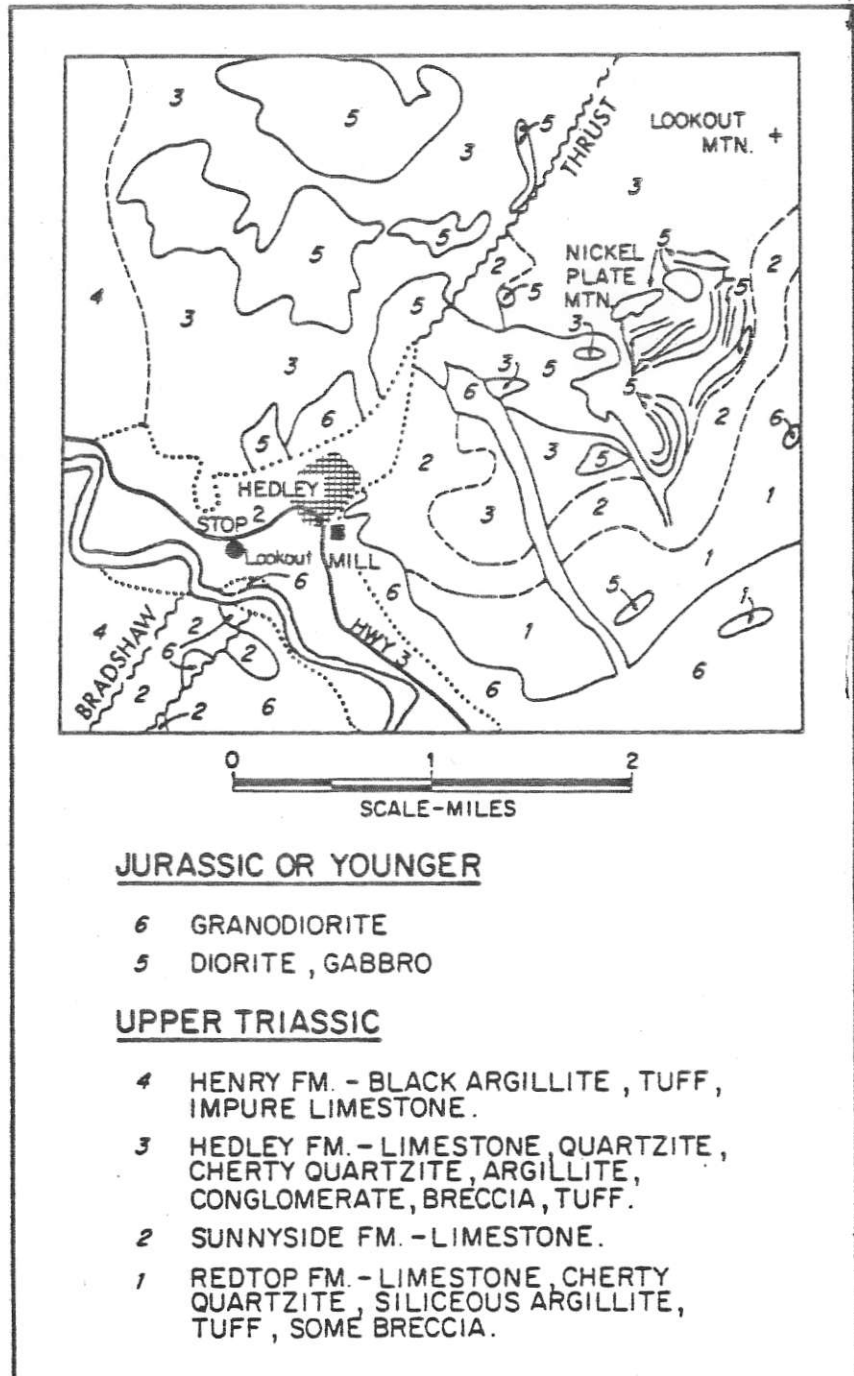 3
5
5
THRUST
LOOKOUT
MTN. +
3
3
5
2
NICKEL
PLATE
MTN.
5
2
5
5
4
3
5
5
3
3
6
3
5
5
2
6
5
6
2
3
5
6
HEDLEY
1
STOP 2
3
2
Lookout
MILL
6
6
1
5
1
4
2
HWY 3
1
6
2
BRADSHAW
2
6
6
6
2
0 1 2
SCALE-MILES
JURASSIC OR YOUNGER
6 GRANODIORITE
5 DIORITE , GABBRO
UPPER TRIASSIC
4 HENRY FM. - BLACK ARGILLITE , TUFF,
IMPURE LIMESTONE.
3 HEDLEY FM. - LIMESTONE, QUARTZITE,
CHERTY QUARTZITE, ARGILLITE,
CONGLOMERATE, BRECCIA, TUFF.
2 SUNNYSIDE FM. - LIMESTONE.
1 REDTOP FM. - LIMESTONE, CHERTY
QUARTZITE, SILICEOUS ARGILLITE,
TUFF, SOME BRECCIA.